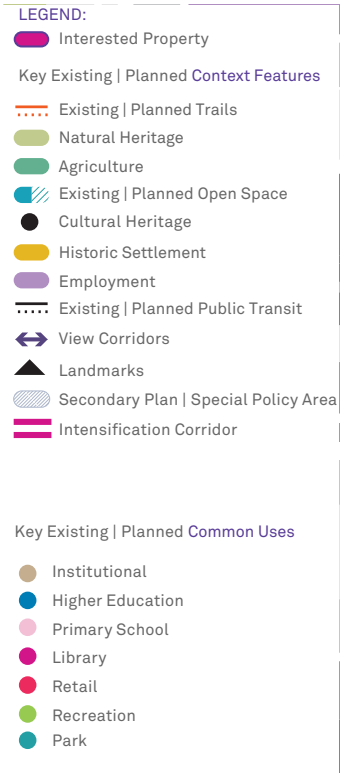 LEGEND:
Interested Property
Key Existing | Planned Context Features
Existing | Planned Trails
Natural Heritage
Agriculture
Existing | Planned Open Space
Cultural Heritage
Historic Settlement
Employment
Existing | Planned Public Transit
View Corridors
Landmarks
Secondary Plan | Special Policy Area
Intensification Corridor
Key Existing | Planned Common Uses
Institutional
Higher Education
Primary School
Library
Retail
Recreation
Park